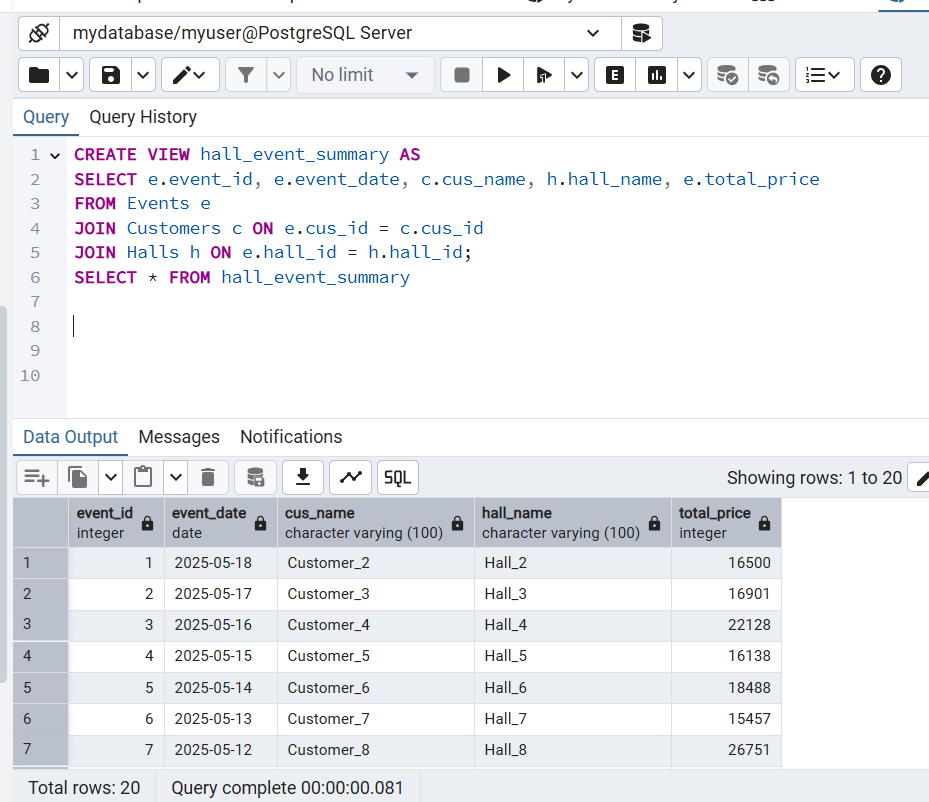 mydatabase/myuser@PostgreSQL Server
No limit
E
Query Query History
1 CREATE VIEW hall_event_summary AS
2 SELECT e.event_id, e.event_date, c.cus_name, h.hall_name, e.total_price
3 FROM Events e
4 JOIN Customers c ON e.cus_id = c.cus_id
5 JOIN Halls h ON e.hall_id = h.hall_id;
6 SELECT * FROM hall_event_summary
7
8
9
10
Data Output Messages Notifications
SQL Showing rows: 1 to 20
event_id event_date cus_name hall_name total_price
integer date character varying (100) character varying (100) integer
1 1 2025-05-18 Customer_2 Hall_2 16500
2 2 2025-05-17 Customer_3 Hall_3 16901
3 3 2025-05-16 Customer_4 Hall_4 22128
4 4 2025-05-15 Customer_5 Hall_5 16138
5 5 2025-05-14 Customer_6 Hall_6 18488
6 6 2025-05-13 Customer_7 Hall_7 15457
7 7 2025-05-12 Customer_8 Hall_8 26751
Total rows: 20 Query complete 00:00:00.081